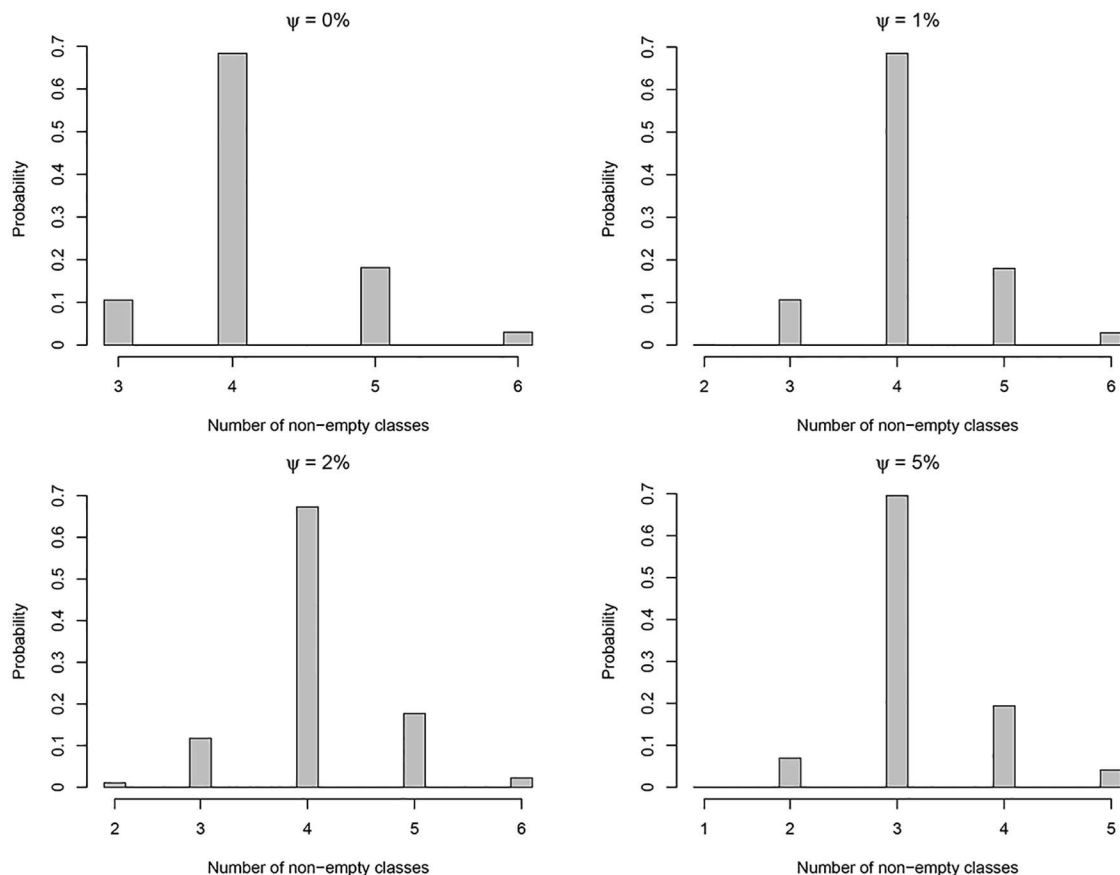 ψ = 0%
Probability
0.7
0.6
0.5
0.4
0.3
0.2
0.1
0
3 4 5 6
Number of non−empty classes
ψ = 1%
Probability
0.7
0.6
0.5
0.4
0.3
0.2
0.1
0
2 3 4 5 6
Number of non−empty classes
ψ = 2%
Probability
0.7
0.6
0.5
0.4
0.3
0.2
0.1
0
2 3 4 5 6
Number of non−empty classes
ψ = 5%
Probability
0.7
0.6
0.5
0.4
0.3
0.2
0.1
0
1 2 3 4 5
Number of non−empty classes